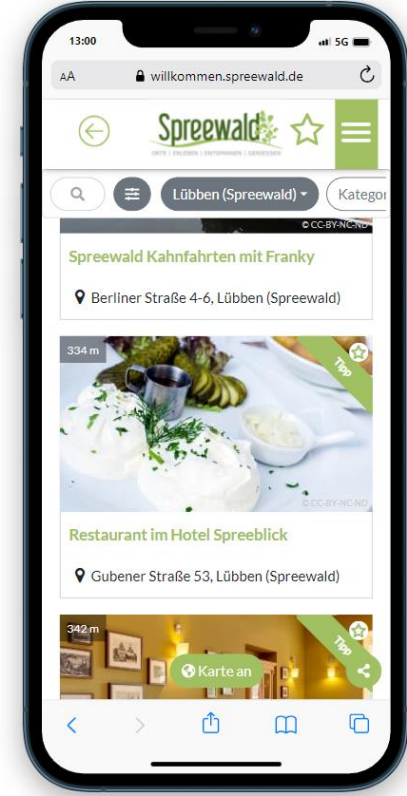 13:00
5G
AA
willkommen.spreewald.de
Spreewald
ORTE | ERLEBEN | ENTSPANNEN | GENIESSEN
Lübben (Spreewald)
Kategor
© CC-BY-NC-ND
Spreewald Kahnfahrten mit Franky
Berliner Straße 4-6, Lübben (Spreewald)
334 m
Tipp
© CC-BY-NC-ND
Restaurant im Hotel Spreeblick
Gubener Straße 53, Lübben (Spreewald)
342 m
Tipp
Karte an